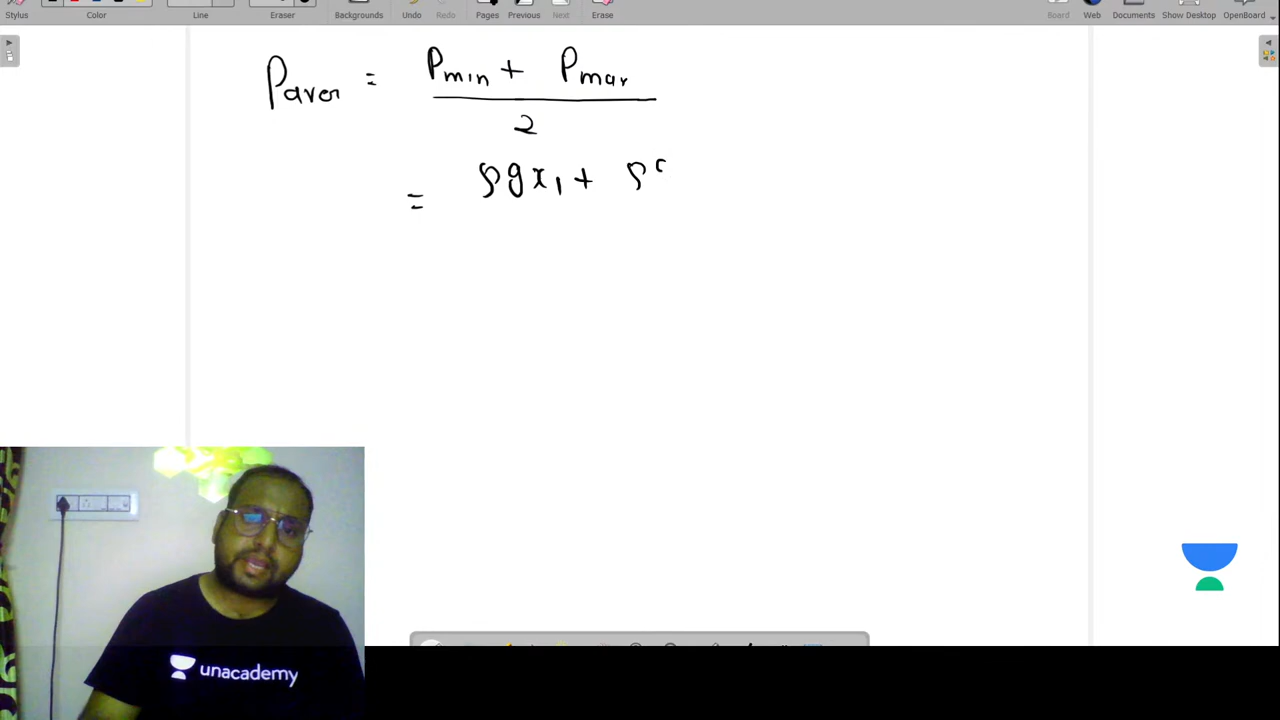 Stylus Color Line Eraser Backgrounds Undo Redo Pages Previous Next Erase Board Web Documents Show Desktop OpenBoard
Paver = Pmin + Pmax
2
= ρgx₁ + ρ
unacademy